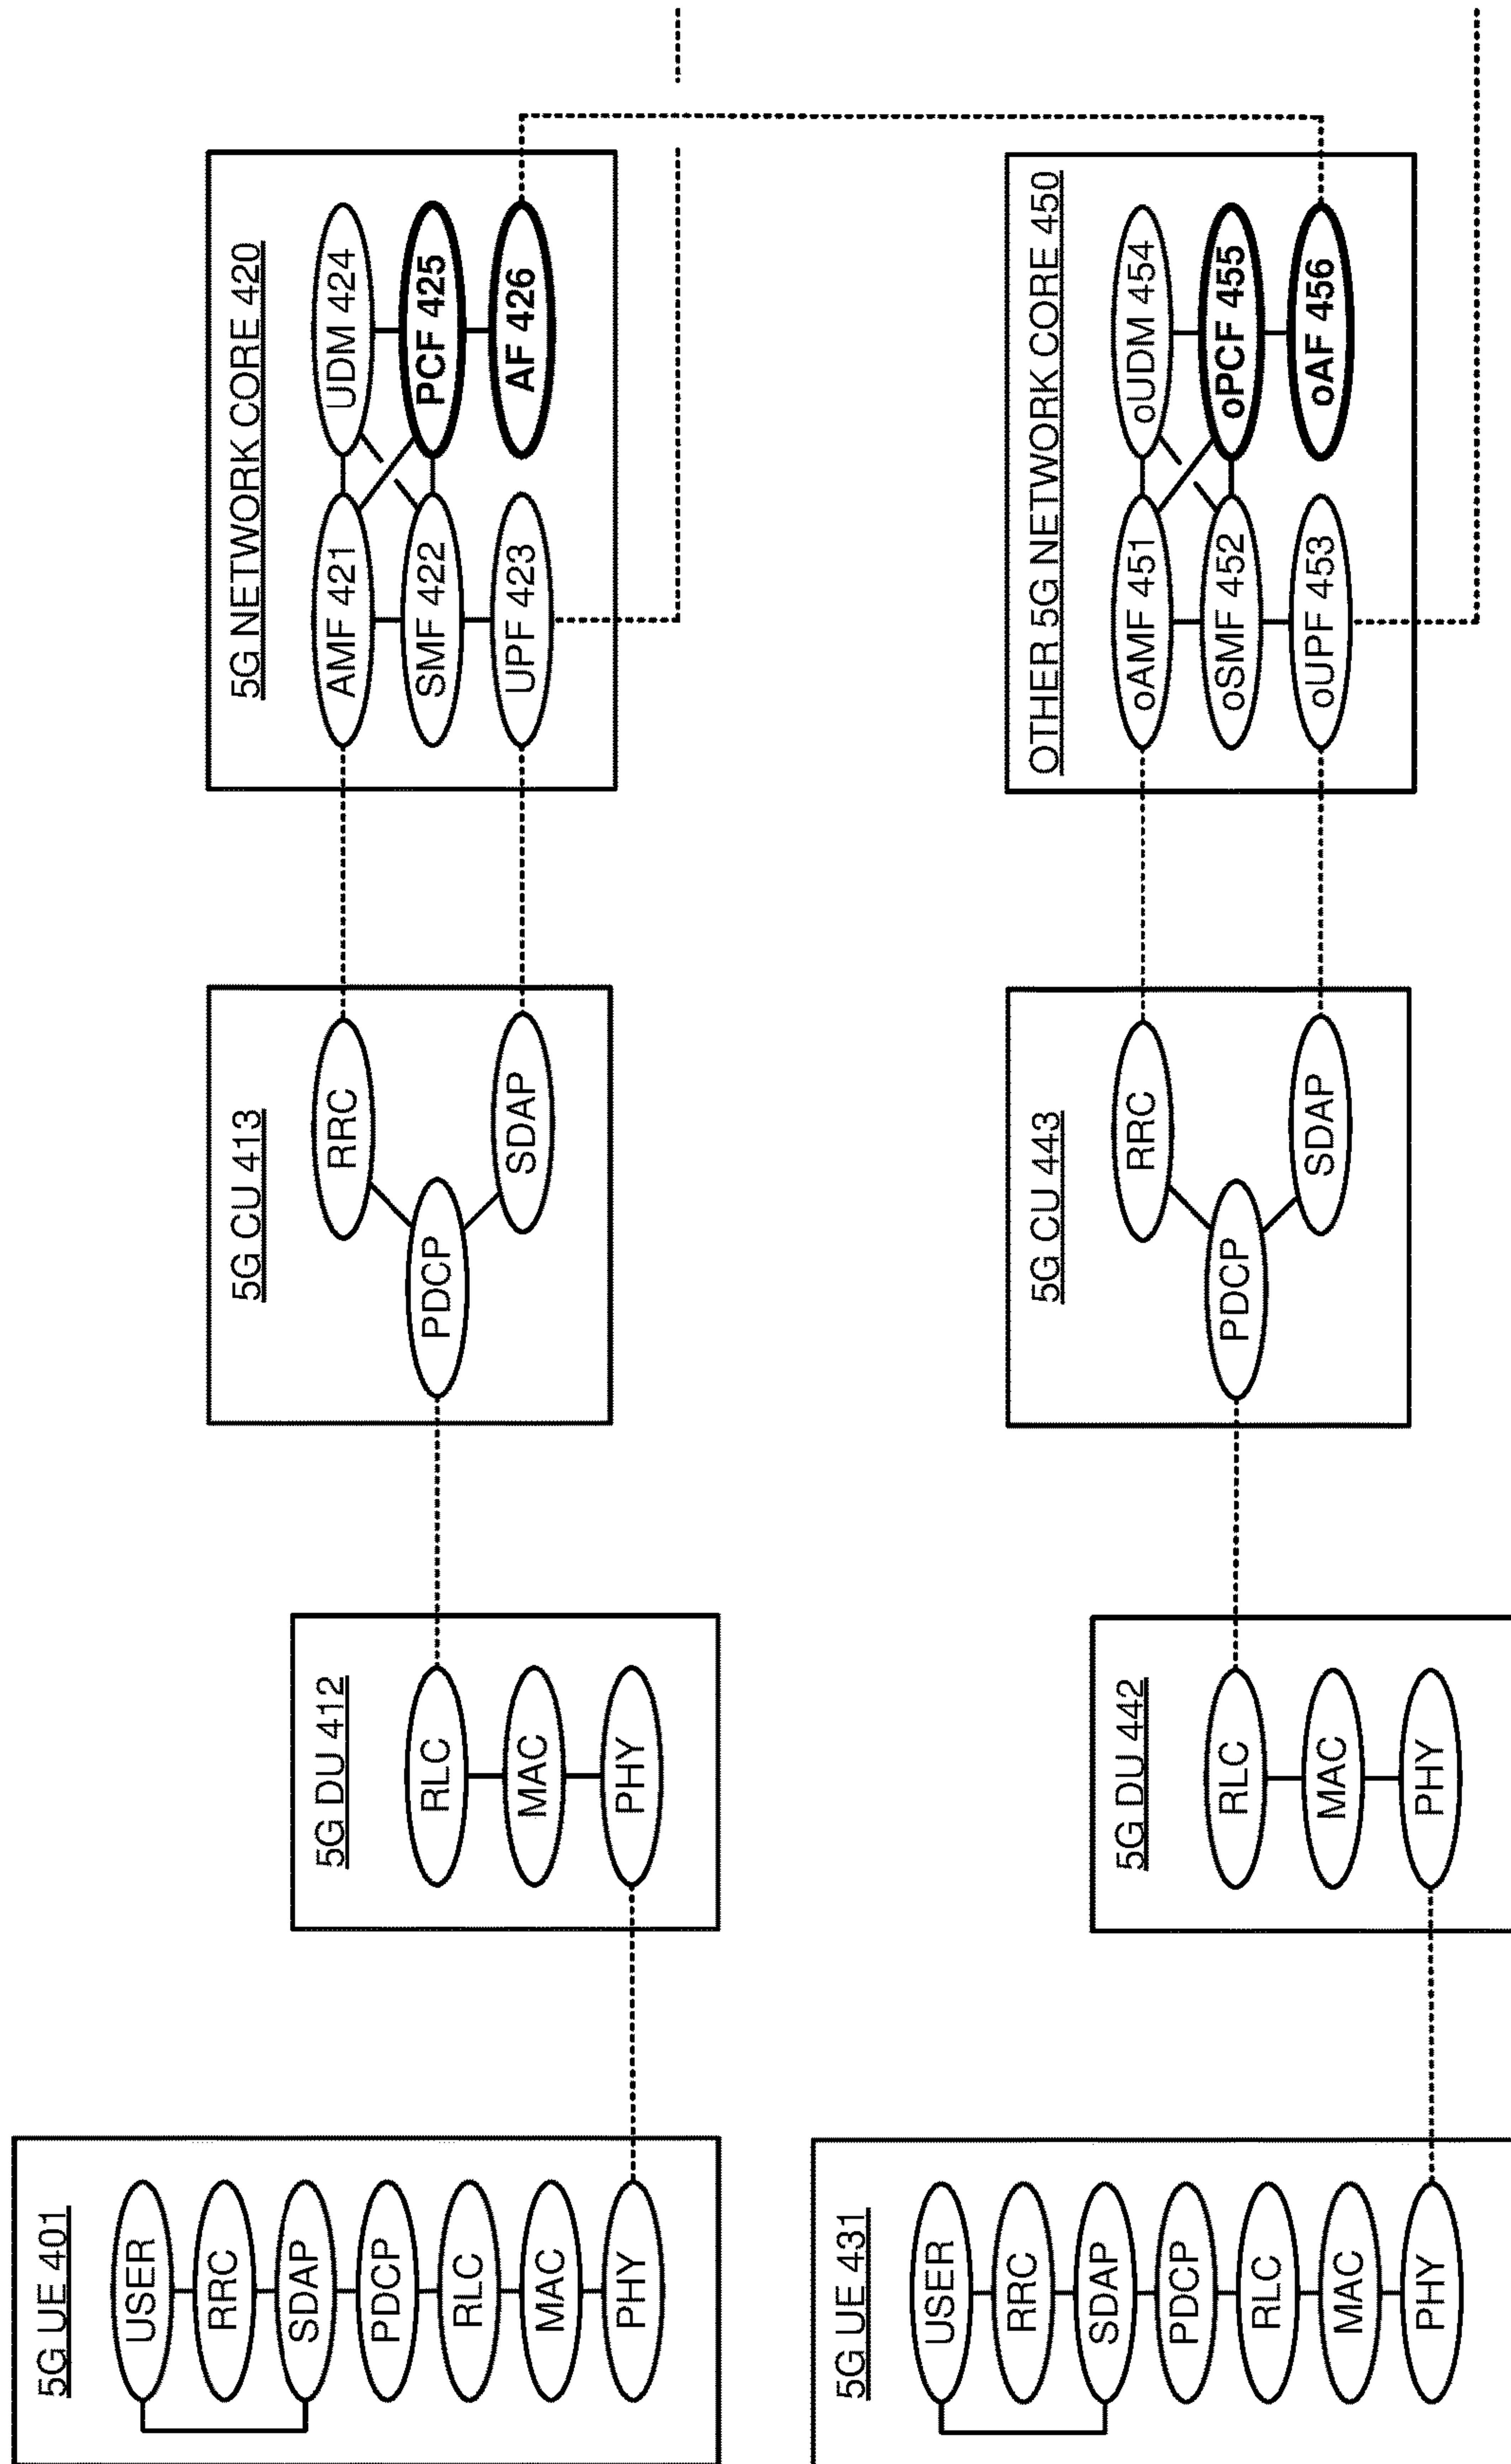 5G UE 401
USER
RRC
SDAP
PDCP
RLC
MAC
PHY
5G DU 412
RLC
MAC
PHY
5G CU 413
PDCP
RRC
SDAP
5G NETWORK CORE 420
AMF 421
UDM 424
SMF 422
PCF 425
UPF 423
AF 426
5G UE 431
USER
RRC
SDAP
PDCP
RLC
MAC
PHY
5G DU 442
RLC
MAC
PHY
5G CU 443
PDCP
RRC
SDAP
OTHER 5G NETWORK CORE 450
oAMF 451
oUDM 454
oSMF 452
oPCF 455
oUPF 453
oAF 456